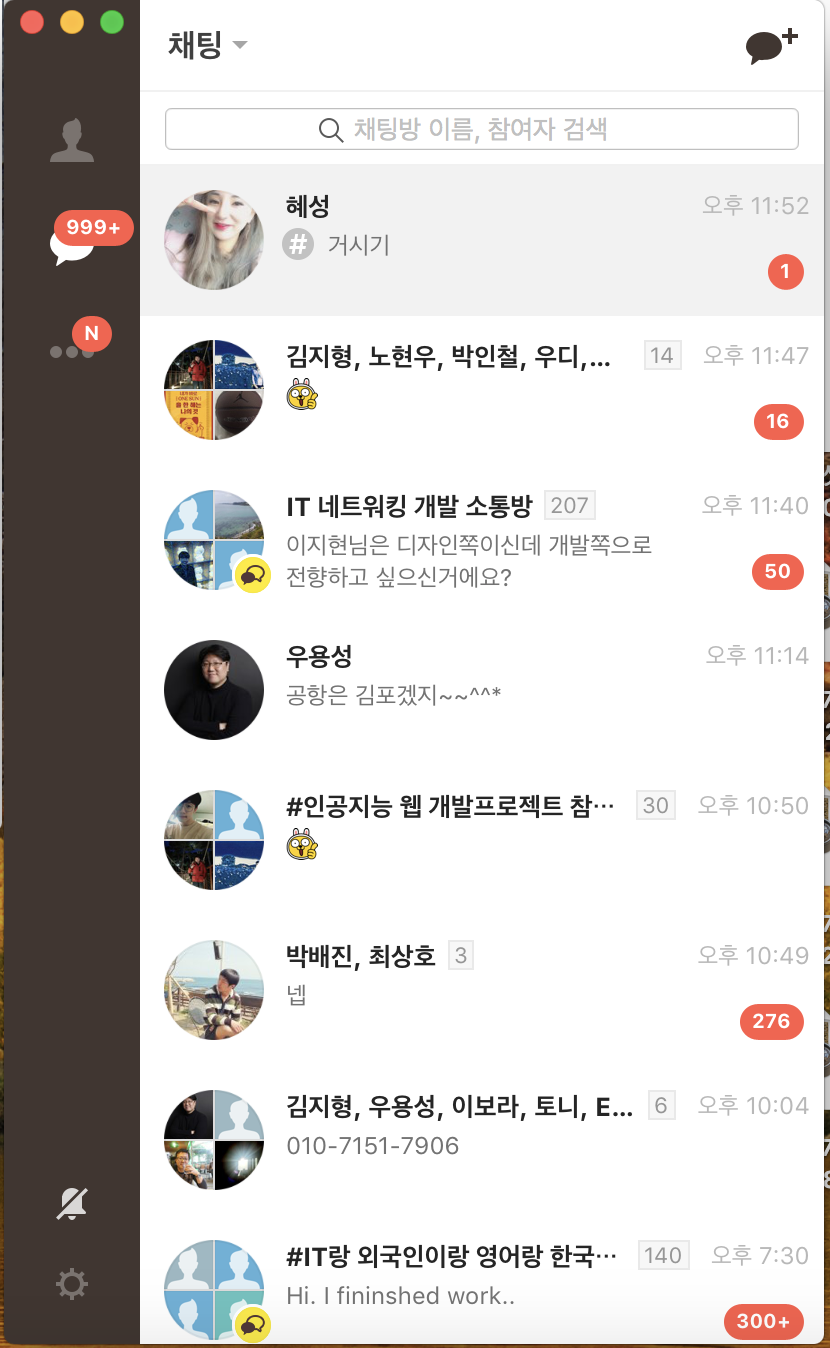 채팅
채팅방 이름, 참여자 검색
999+
N
혜성
오후 11:52
# 거시기
1
김지형, 노현우, 박인철, 우디,...
14
오후 11:47
16
IT 네트워킹 개발 소통방
207
오후 11:40
이지현님은 디자인쪽이신데 개발쪽으로
전향하고 싶으신거에요?
50
우용성
오후 11:14
공항은 김포겠지~~^^*
#인공지능 웹 개발프로젝트 참···
30
오후 10:50
박배진, 최상호
3
오후 10:49
넵
276
김지형, 우용성, 이보라, 토니, E...
6
오후 10:04
010-7151-7906
#IT랑 외국인이랑 영어랑 한국···
140
오후 7:30
Hi. I fininshed work..
300+